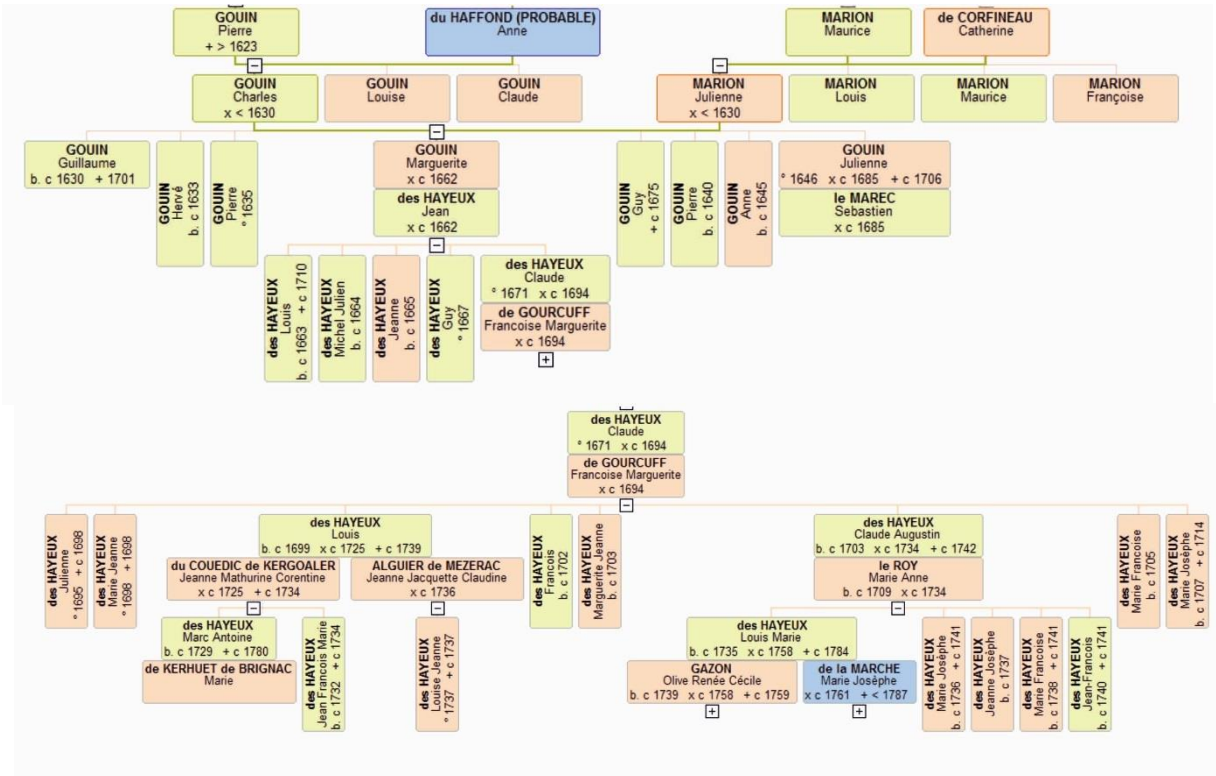 GOUIN
Pierre
+ > 1623
du HAFFOND (PROBABLE)
Anne
MARION
Maurice
de CORFINEAU
Catherine
GOUIN
Charles
x < 1630
GOUIN
Louise
GOUIN
Claude
MARION
Julienne
x < 1630
MARION
Louis
MARION
Maurice
MARION
Françoise
GOUIN
Guillaume
b. c 1630 + 1701
GOUIN
Hervé
b. c 1633
GOUIN
Pierre
° 1635
GOUIN
Marguerite
x c 1662
des HAYEUX
Jean
x c 1662
GOUIN
Guy
+ c 1675
GOUIN
Pierre
b. c 1640
GOUIN
Anne
b. c 1645
GOUIN
Julienne
° 1646 x c 1685 + c 1706
le MAREC
Sebastien
x c 1685
des HAYEUX
Louis
b. c 1663 + c 1710
des HAYEUX
Michel Julien
b. c 1664
des HAYEUX
Jeanne
b. c 1665
des HAYEUX
Guy
° 1667
des HAYEUX
Claude
° 1671 x c 1694
de GOURCUFF
Francoise Marguerite
x c 1694
des HAYEUX
Claude
° 1671 x c 1694
de GOURCUFF
Francoise Marguerite
x c 1694
des HAYEUX
Julienne
° 1695 + c 1698
des HAYEUX
Marie Jeanne
° 1698 + 1698
des HAYEUX
Louis
b. c 1699 x c 1725 + c 1739
du COUEDIC de KERGOALER
Jeanne Mathurine Corentine
x c 1725 + c 1734
ALGUIER de MEZERAC
Jeanne Jacquette Claudine
x c 1736
des HAYEUX
Francois
b. c 1702
des HAYEUX
Marguerite Jeanne
b. c 1703
des HAYEUX
Claude Augustin
b. c 1703 x c 1734 + c 1742
le ROY
Marie Anne
b. c 1709 x c 1734
des HAYEUX
Marie Francoise
b. c 1705
des HAYEUX
Marie Josèphe
b. c 1707 + c 1714
des HAYEUX
Marc Antoine
b. c 1729 + c 1780
de KERHUET de BRIGNAC
Marie
des HAYEUX
Jean Francois Marie
b. c 1732 + c 1734
des HAYEUX
Louise Jeanne
° 1737 + c 1737
des HAYEUX
Louis Marie
b. c 1735 x c 1758 + c 1784
GAZON
Olive Renée Cécile
b. c 1739 x c 1758 + c 1759
de la MARCHE
Marie Josèphe
x c 1761 + < 1787
des HAYEUX
Marie Josèphe
b. c 1736 + c 1741
des HAYEUX
Jeanne Josèphe
b. c 1737
des HAYEUX
Marie Francoise
b. c 1738 + c 1741
des HAYEUX
Jean-Francois
b. c 1740 + c 1741